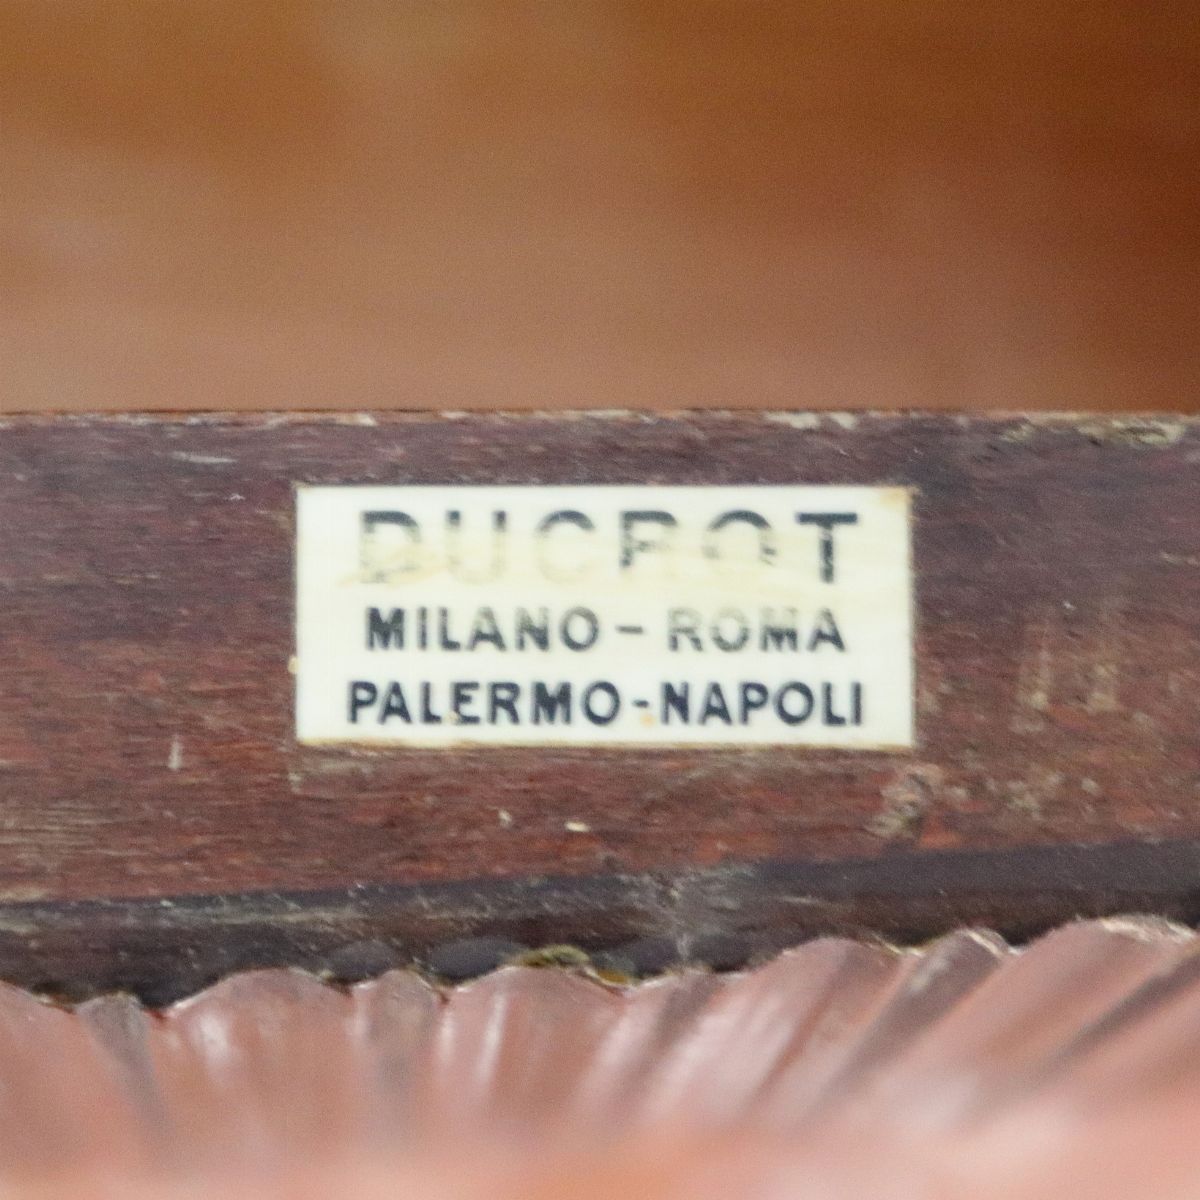 DUCROT
MILANO - ROMA
PALERMO - NAPOLI